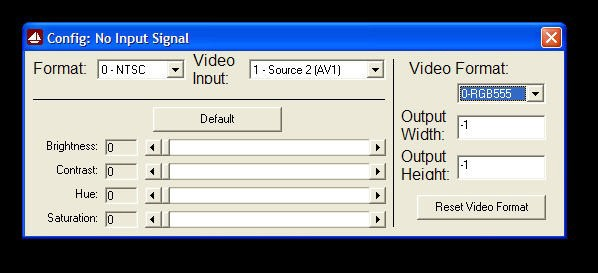 Config: No Input Signal
Format: 0 - NTSC Video Input: 1 - Source 2 (AV1)
Default
Brightness: 0
Contrast: 0
Hue: 0
Saturation: 0
Video Format:
0-RGB555
Output Width: -1
Output Height: -1
Reset Video Format